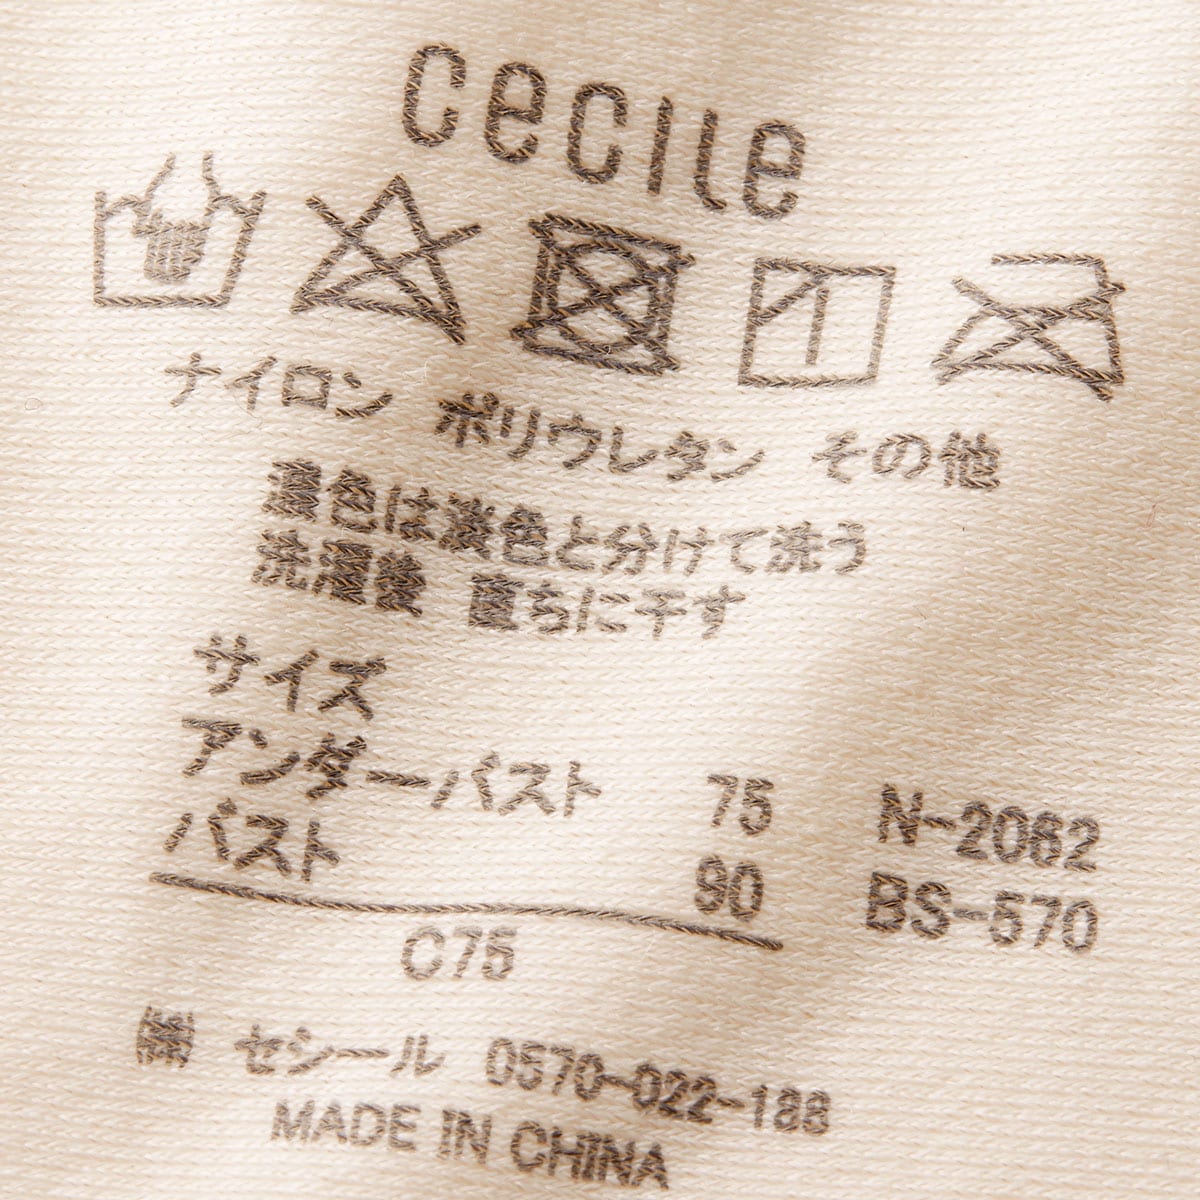 cecile
ナイロン ポリウレタン その他
濃色は淡色と分けて洗う
洗濯後 直ちに干す
サイズ
アンダーバスト 75
バスト 90
C75
N-2062
BS-570
㈱ セシール 0570-022-188
MADE IN CHINA